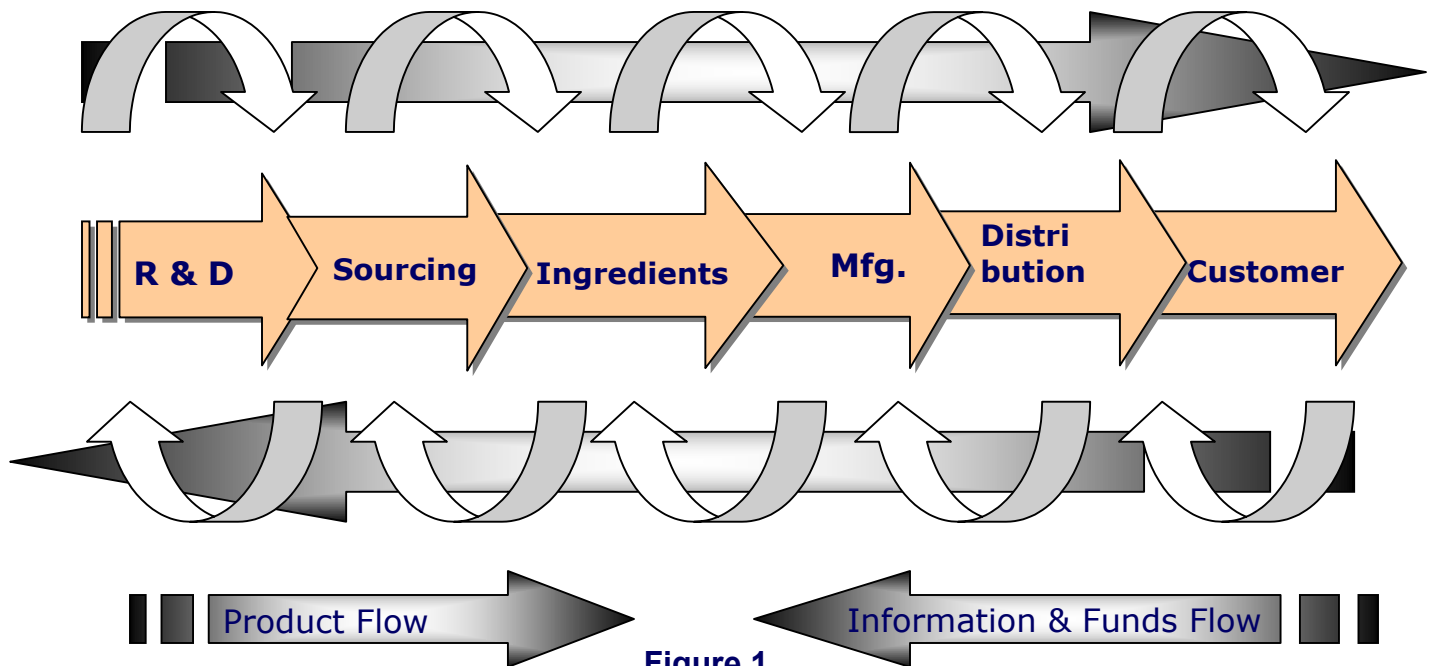 R & D
Sourcing
Ingredients
Mfg.
Distri
bution
Customer
Product Flow
Information & Funds Flow
Figure 1